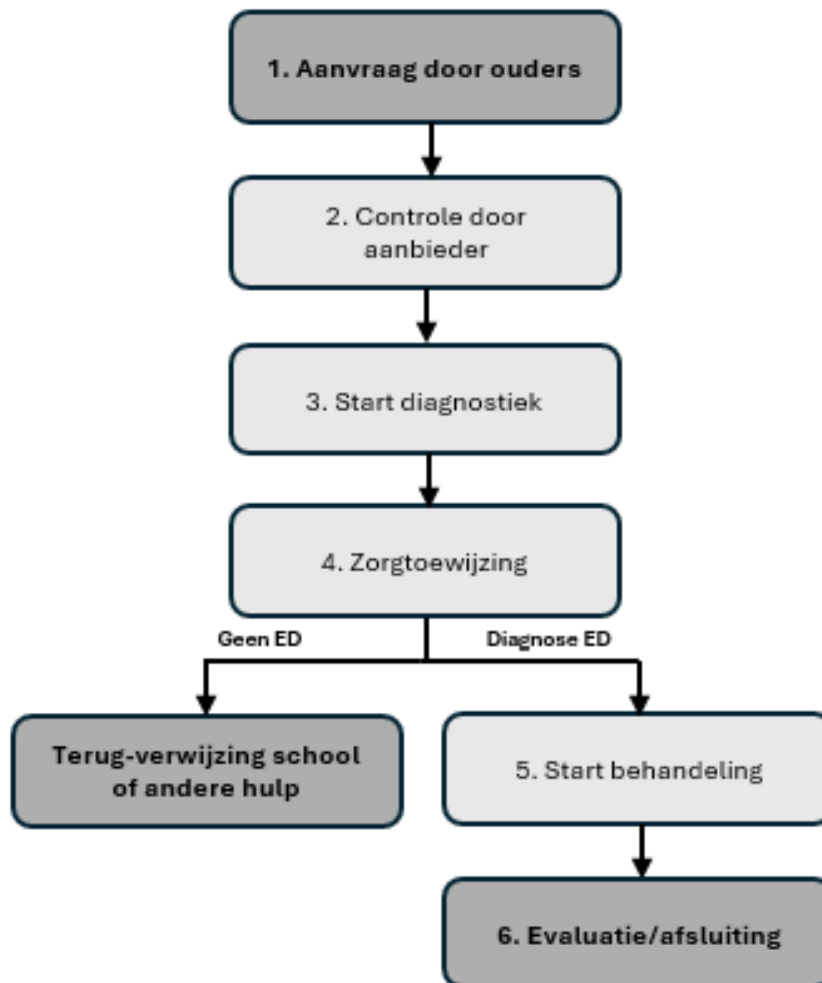 1. Aanvraag door ouders
2. Controle door
aanbieder
3. Start diagnostiek
4. Zorgtoewijzing
Geen ED
Diagnose ED
Terug-verwijzing school
of andere hulp
5. Start behandeling
6. Evaluatie/afsluiting